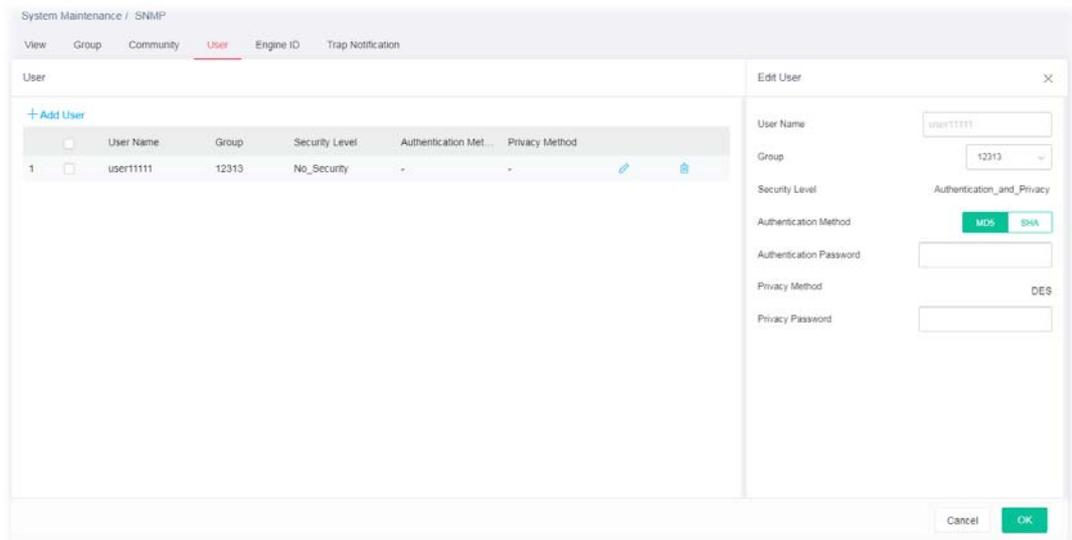 System Maintenance / SNMP
View Group Community User Engine ID Trap Notification
User
+ Add User
User Name Group Security Level Authentication Met... Privacy Method
1 user11111 12313 No_Security - -
Edit User
User Name user11111
Group 12313
Security Level Authentication_and_Privacy
Authentication Method MD5 SHA
Authentication Password
Privacy Method DES
Privacy Password
Cancel OK